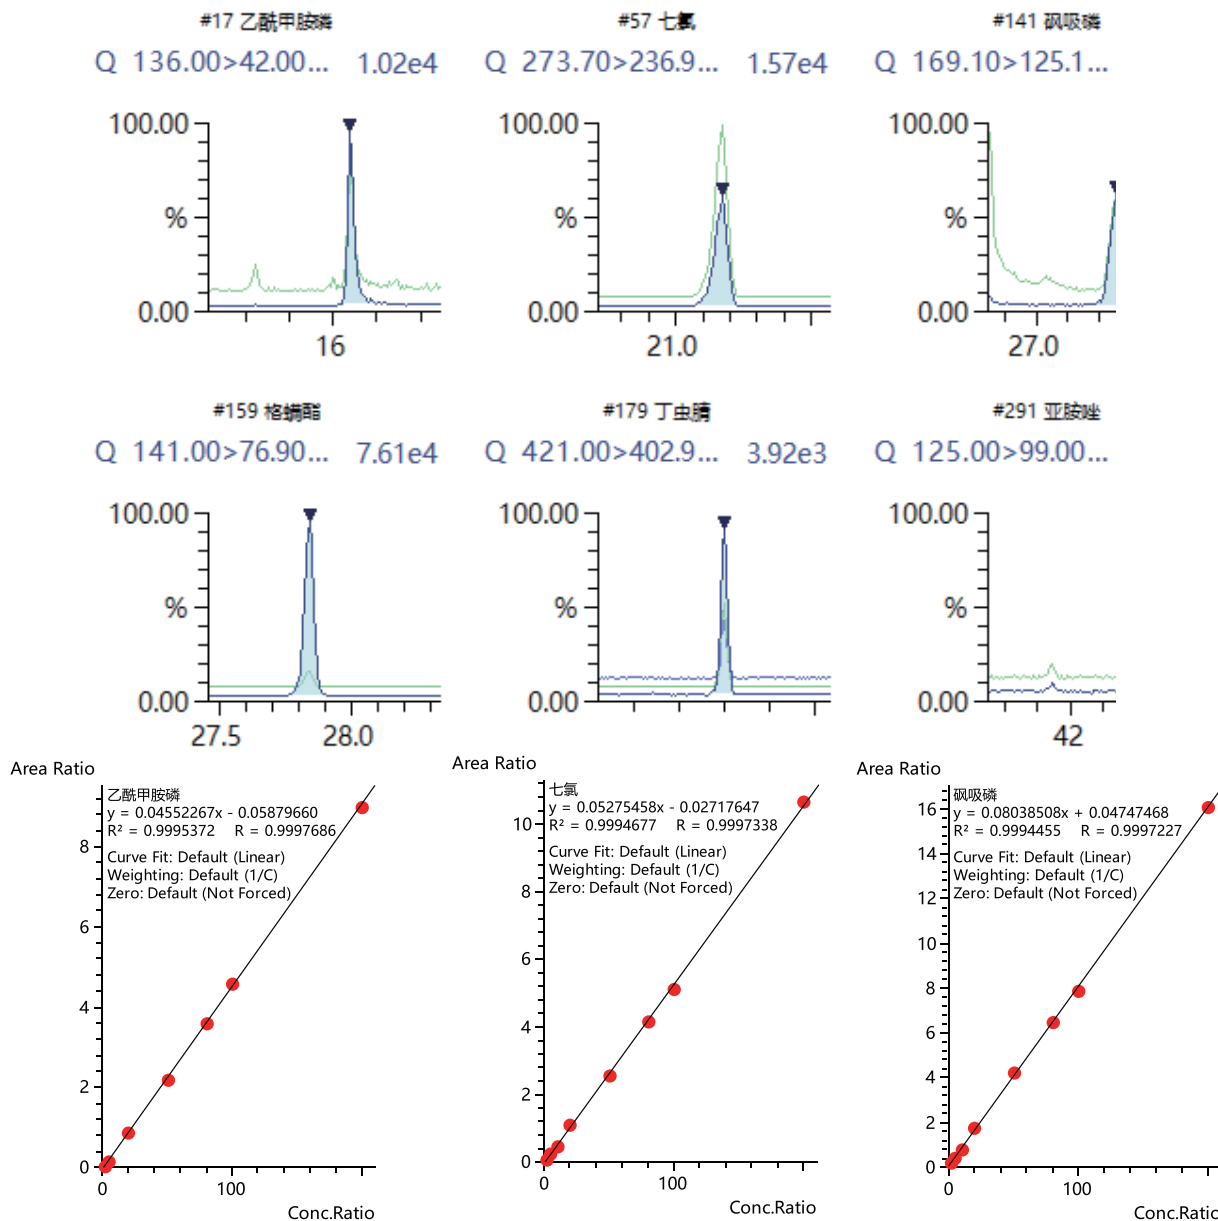 #17 乙酰甲胺磷
Q 136.00>42.00... 1.02e4
100.00
%
0.00
16
#57 七氯
Q 273.70>236.9... 1.57e4
100.00
%
0.00
21.0
#141 砜吸磷
Q 169.10>125.1...
100.00
%
0.00
27.0
#159 格螨酯
Q 141.00>76.90... 7.61e4
100.00
%
0.00
27.5 28.0
#179 丁虫腈
Q 421.00>402.9... 3.92e3
100.00
%
0.00
#291 亚胺唑
Q 125.00>99.00...
100.00
%
0.00
42
Area Ratio
乙酰甲胺磷
y = 0.04552267x - 0.05879660
R² = 0.9995372 R = 0.9997686
Curve Fit: Default (Linear)
Weighting: Default (1/C)
Zero: Default (Not Forced)
8
6
4
2
0
0 100
Conc.Ratio
Area Ratio
七氯
y = 0.05275458x - 0.02717647
R² = 0.9994677 R = 0.9997338
Curve Fit: Default (Linear)
Weighting: Default (1/C)
Zero: Default (Not Forced)
10
8
6
4
2
0
0 100
Conc.Ratio
Area Ratio
砜吸磷
y = 0.08038508x + 0.04747468
R² = 0.9994455 R = 0.9997227
Curve Fit: Default (Linear)
Weighting: Default (1/C)
Zero: Default (Not Forced)
16
14
12
10
8
6
4
2
0
0 100
Conc.Ratio